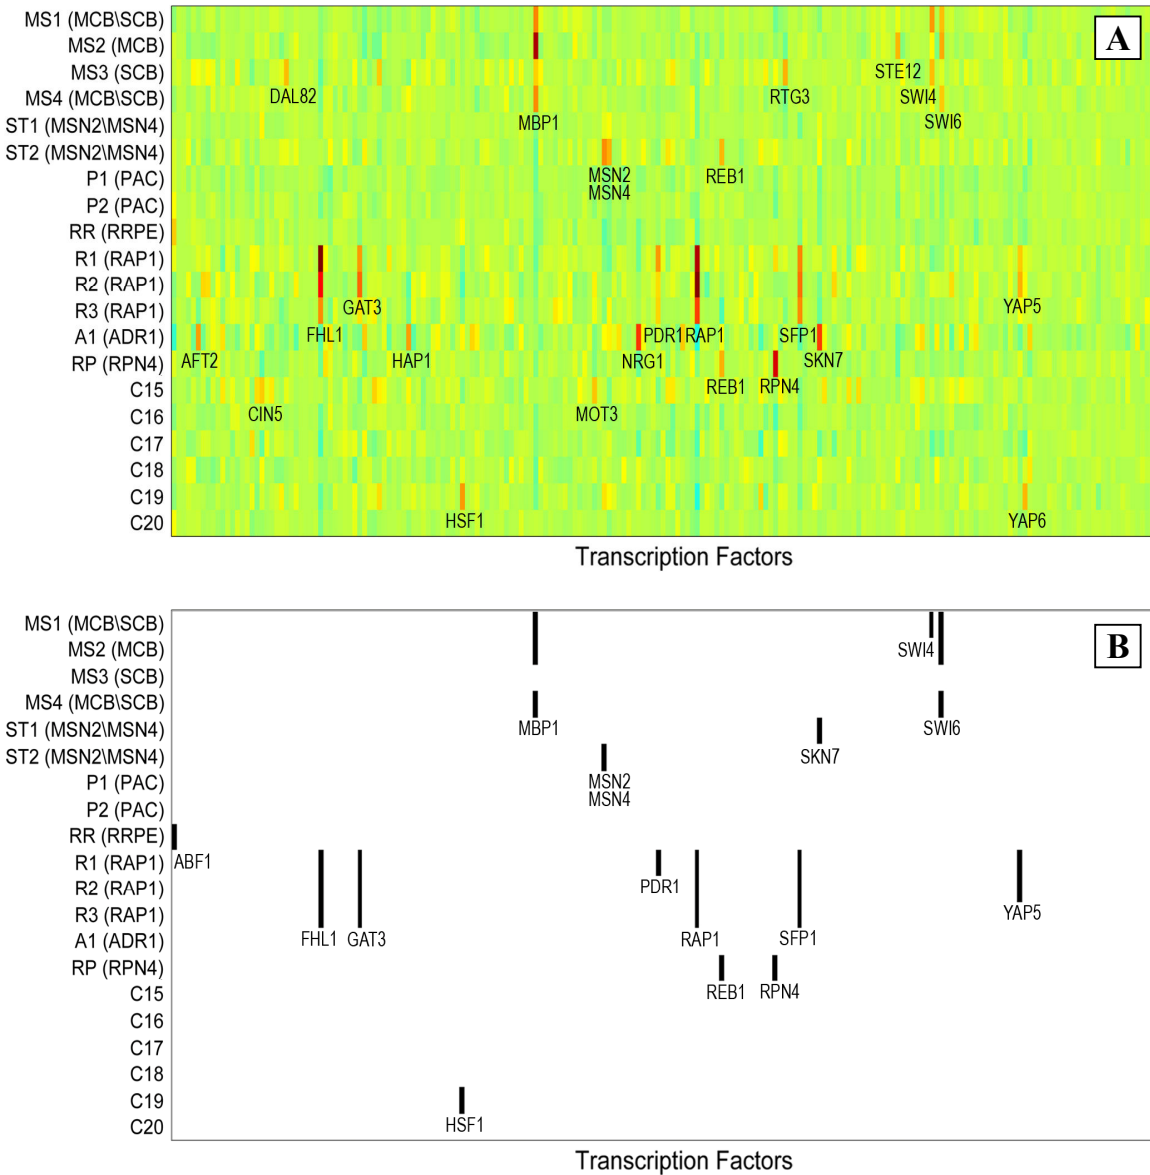 A
MS1 (MCB\SCB)
MS2 (MCB)
MS3 (SCB)
MS4 (MCB\SCB)
ST1 (MSN2\MSN4)
ST2 (MSN2\MSN4)
P1 (PAC)
P2 (PAC)
RR (RRPE)
R1 (RAP1)
R2 (RAP1)
R3 (RAP1)
A1 (ADR1)
RP (RPN4)
C15
C16
C17
C18
C19
C20
STE12
DAL82
RTG3
SWI4
MBP1
SWI6
MSN2
MSN4
REB1
GAT3
YAP5
FHL1
PDR1
RAP1
SFP1
AFT2
HAP1
NRG1
SKN7
REB1
RPN4
CIN5
MOT3
HSF1
YAP6
Transcription Factors
B
MS1 (MCB\SCB)
MS2 (MCB)
MS3 (SCB)
MS4 (MCB\SCB)
ST1 (MSN2\MSN4)
ST2 (MSN2\MSN4)
P1 (PAC)
P2 (PAC)
RR (RRPE)
R1 (RAP1)
R2 (RAP1)
R3 (RAP1)
A1 (ADR1)
RP (RPN4)
C15
C16
C17
C18
C19
C20
SWI4
MBP1
SWI6
SKN7
MSN2
MSN4
ABF1
PDR1
YAP5
FHL1
GAT3
RAP1
SFP1
REB1
RPN4
HSF1
Transcription Factors